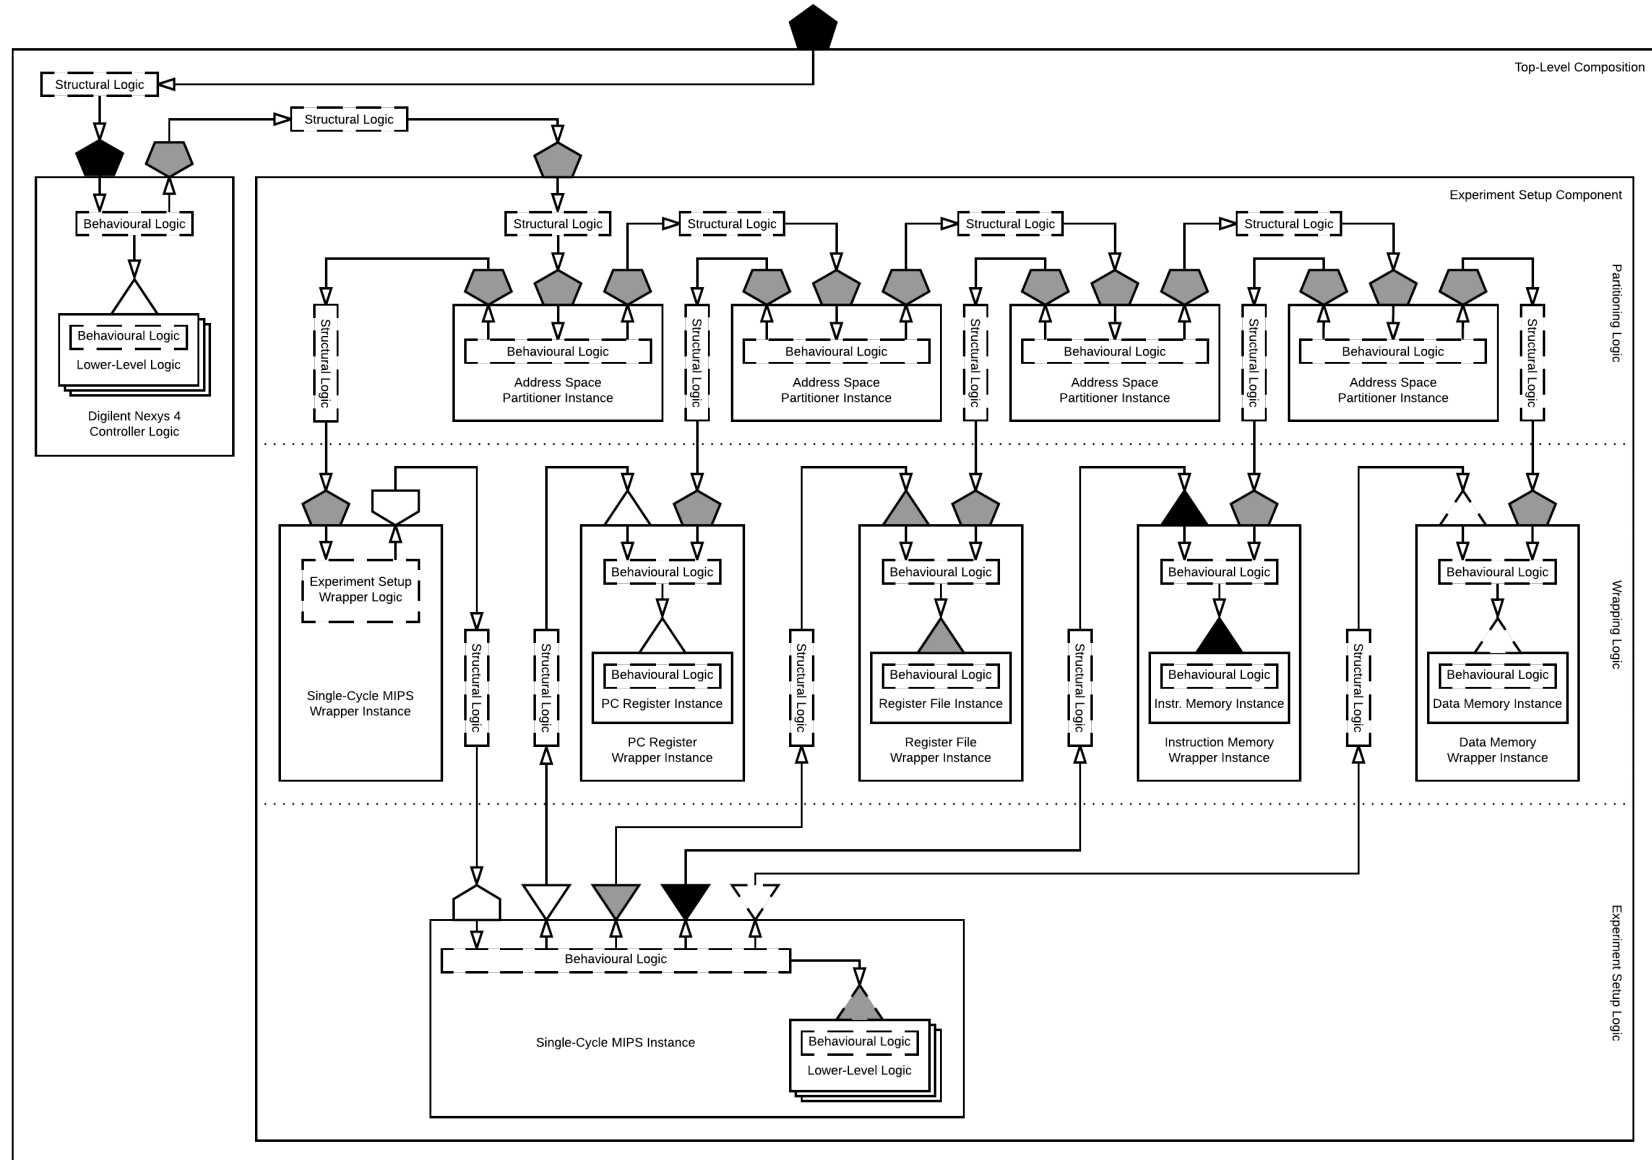 Top-Level Composition
Structural Logic
Structural Logic
Experiment Setup Component
Behavioural Logic
Structural Logic
Structural Logic
Structural Logic
Structural Logic
Behavioural Logic
Lower-Level Logic
Digilent Nexys 4
Controller Logic
Structural Logic
Behavioural Logic
Address Space
Partitioner Instance
Structural Logic
Behavioural Logic
Address Space
Partitioner Instance
Structural Logic
Behavioural Logic
Address Space
Partitioner Instance
Structural Logic
Behavioural Logic
Address Space
Partitioner Instance
Structural Logic
Partitioning Logic
Experiment Setup
Wrapper Logic
Single-Cycle MIPS
Wrapper Instance
Structural Logic
Structural Logic
Behavioural Logic
Behavioural Logic
PC Register Instance
PC Register
Wrapper Instance
Structural Logic
Behavioural Logic
Behavioural Logic
Register File Instance
Register File
Wrapper Instance
Structural Logic
Behavioural Logic
Behavioural Logic
Instr. Memory Instance
Instruction Memory
Wrapper Instance
Structural Logic
Behavioural Logic
Behavioural Logic
Data Memory Instance
Data Memory
Wrapper Instance
Wrapping Logic
Behavioural Logic
Single-Cycle MIPS Instance
Behavioural Logic
Lower-Level Logic
Experiment Setup Logic